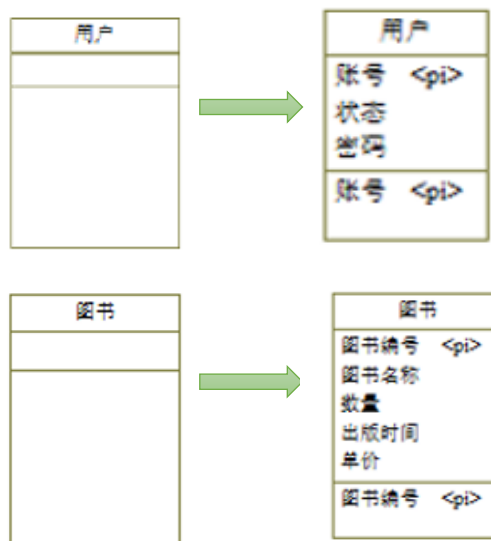 用户
用户
账号 <pi>
状态
密码
账号 <pi>
图书
图书
图书编号 <pi>
图书名称
数量
出版时间
单价
图书编号 <pi>